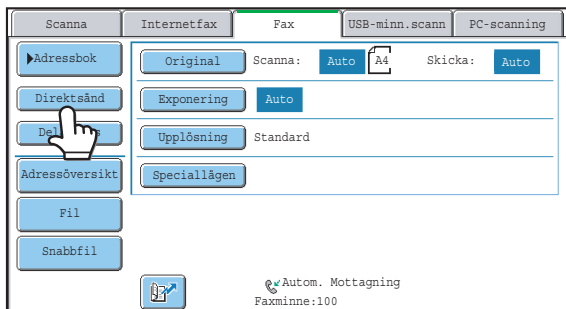 Scanna Internetfax Fax USB-minn.scann PC-scanning
Adressbok Original Scanna: Auto A4 Skicka: Auto
Direktsänd Exponering Auto
Upplösning Standard
Adressöversikt Speciallägen
Fil
Snabbfil
Autom. Mottagning
Faxminne:100